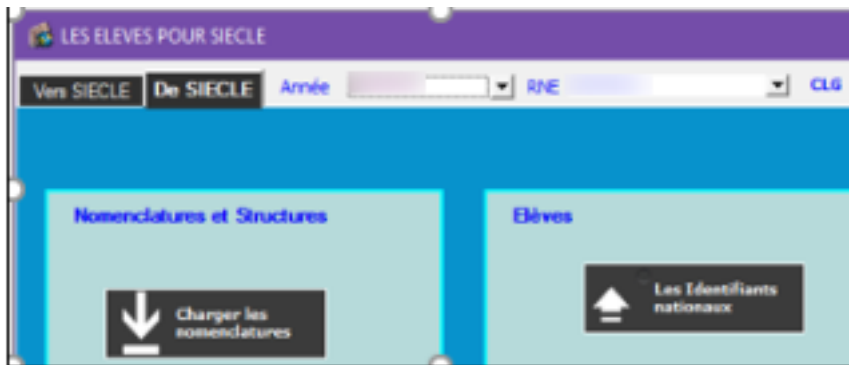 LES ELEVES POUR SIECLE
Vers SIECLE De SIECLE Année RNE CLG
Nomenclatures et Structures
Elèves
Charger les
nomenclatures
Les Identifiants
nationaux